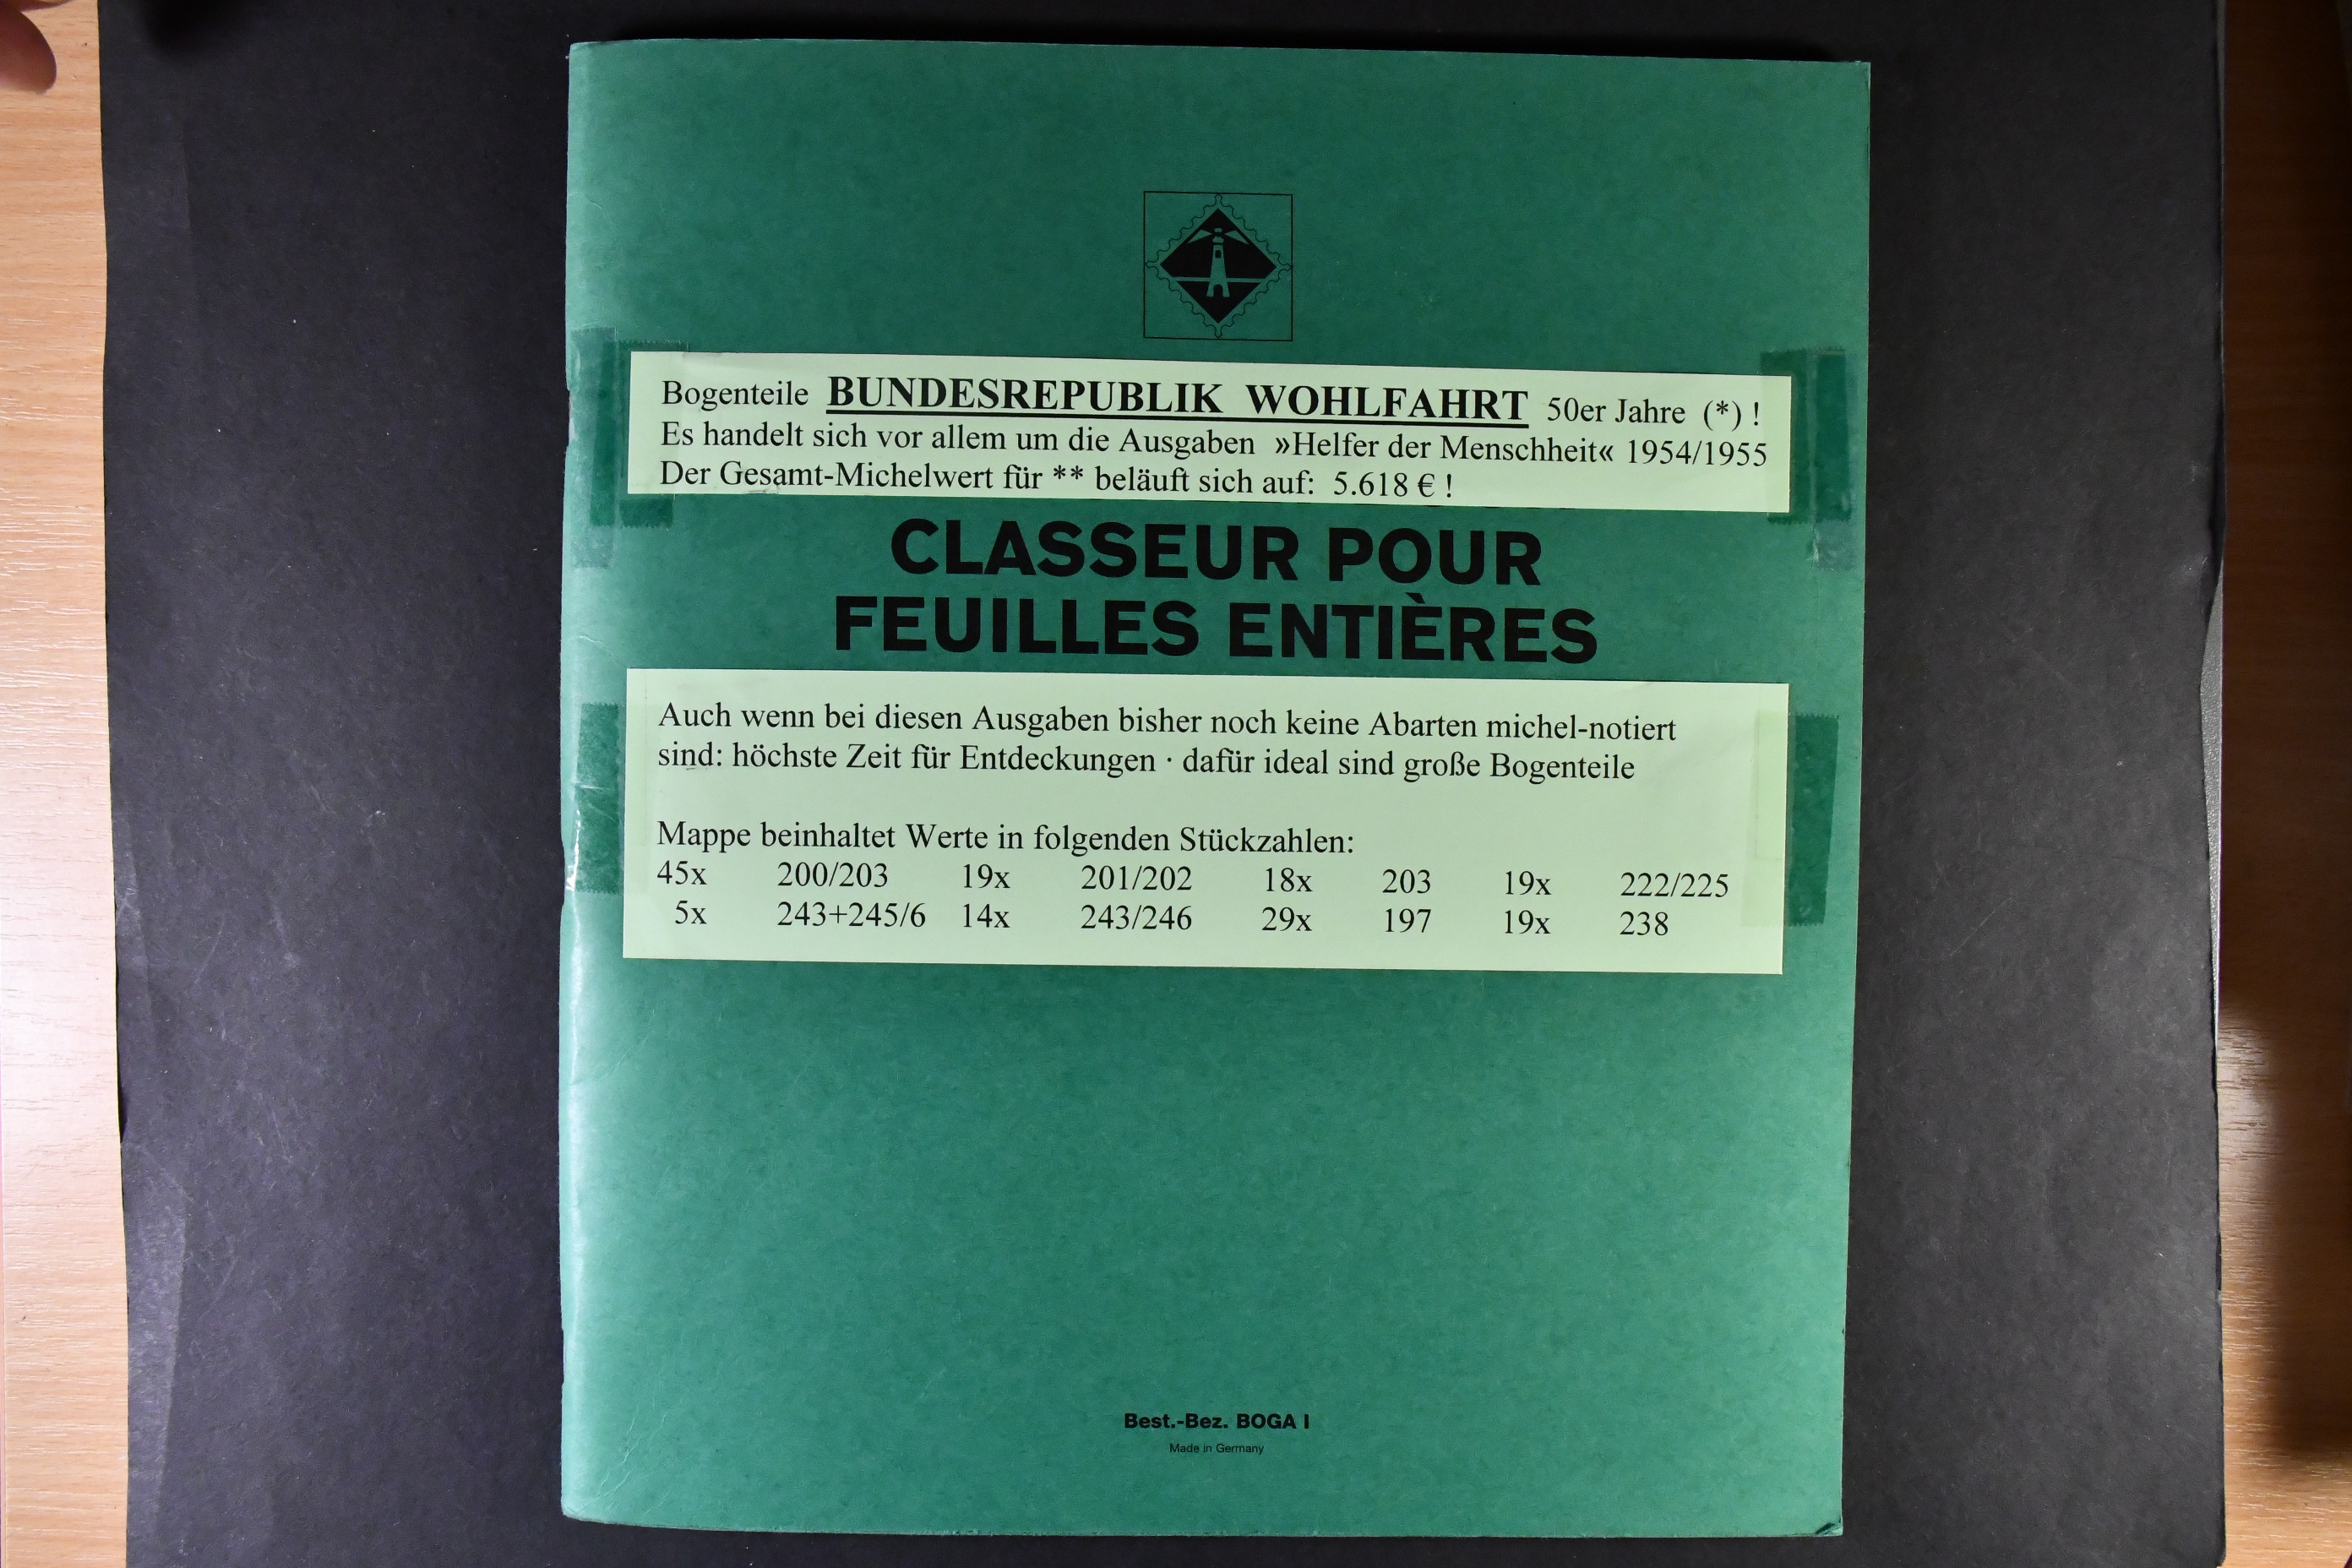 Bogenteile BUNDESREPUBLIK WOHLFAHRT 50er Jahre (*) !
Es handelt sich vor allem um die Ausgaben »Helfer der Menschheit« 1954/1955
Der Gesamt-Michelwert für ** beläuft sich auf: 5.618 € !
CLASSEUR POUR
FEUILLES ENTIÈRES
Auch wenn bei diesen Ausgaben bisher noch keine Abarten michel-notiert
sind: höchste Zeit für Entdeckungen · dafür ideal sind große Bogenteile
Mappe beinhaltet Werte in folgenden Stückzahlen:
45x 200/203 19x 201/202 18x 203 19x 222/225
5x 243+245/6 14x 243/246 29x 197 19x 238
Best.-Bez. BOGA I
Made in Germany